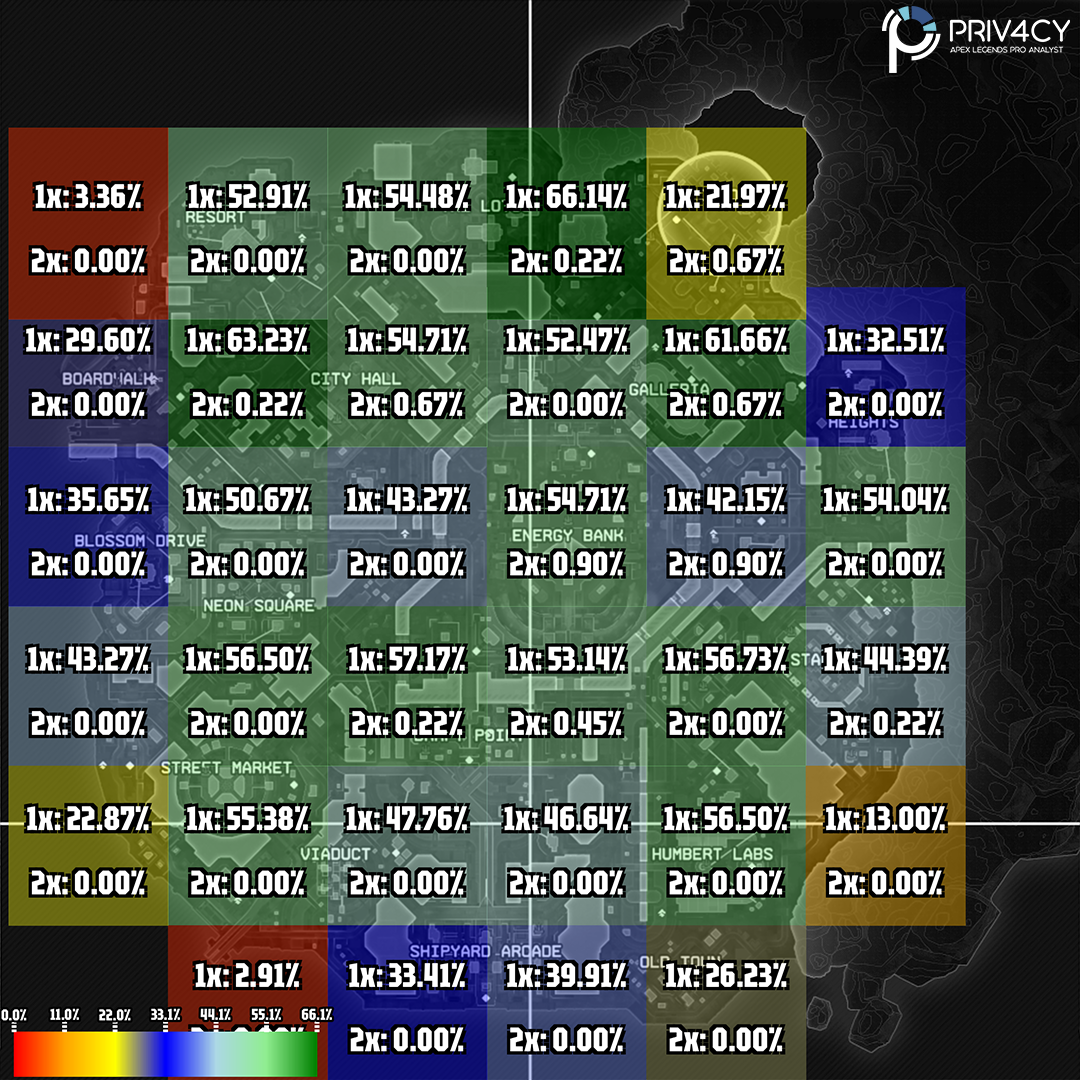 PRIV4CY
APEX LEGENDS PRO ANALYST
1x: 3.36% 1x: 52.91% 1x: 54.48% 1x: 66.14% 1x: 21.97%
RESORT LO
2x: 0.00% 2x: 0.00% 2x: 0.00% 2x: 0.22% 2x: 0.67%
1x: 29.60% 1x: 63.23% 1x: 54.71% 1x: 52.47% 1x: 61.66% 1x: 32.51%
BOARDWALK CITY HALL GALLERIA
2x: 0.00% 2x: 0.22% 2x: 0.67% 2x: 0.00% 2x: 0.67% 2x: 0.00%
HEIGHTS
1x: 35.65% 1x: 50.67% 1x: 43.27% 1x: 54.71% 1x: 42.15% 1x: 54.04%
BLOSSOM DRIVE ENERGY BANK
2x: 0.00% 2x: 0.00% 2x: 0.00% 2x: 0.90% 2x: 0.90% 2x: 0.00%
NEON SQUARE
1x: 43.27% 1x: 56.50% 1x: 57.17% 1x: 53.14% 1x: 56.73% STA 1x: 44.39%
2x: 0.00% 2x: 0.00% 2x: 0.22% 2x: 0.45% 2x: 0.00% 2x: 0.22%
STREET MARKET
1x: 22.87% 1x: 55.38% 1x: 47.76% 1x: 46.64% 1x: 56.50% 1x: 13.00%
VIADUCT HUMBERT LABS
2x: 0.00% 2x: 0.00% 2x: 0.00% 2x: 0.00% 2x: 0.00% 2x: 0.00%
SHIPYARD ARCADE OLD TOWN
1x: 2.91% 1x: 33.41% 1x: 39.91% 1x: 26.23%
0.0% 11.0% 22.0% 33.1% 44.1% 55.1% 66.1%
2x: 0.00% 2x: 0.00% 2x: 0.00%